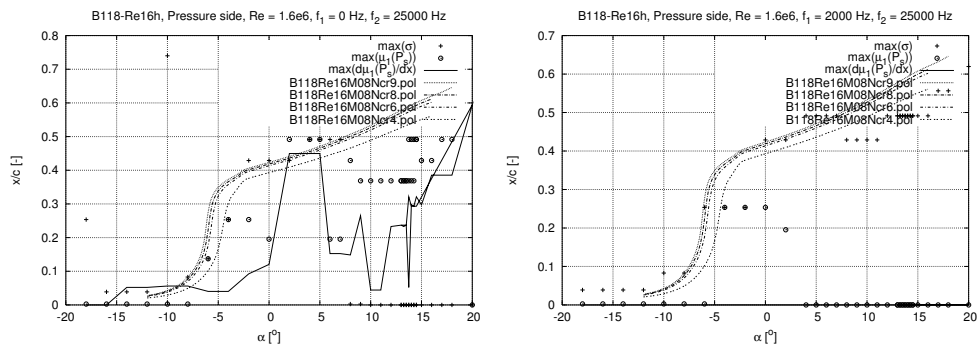 B118-Re16h, Pressure side, Re = 1.6e6, f1 = 0 Hz, f2 = 25000 Hz
0.8
0.7
0.6
0.5
0.4
0.3
0.2
0.1
0
x/c [-]
max(σ)
max(μ1(Ps))
max(dμ1(Ps)/dx)
B118Re16M08Ncr9.pol
B118Re16M08Ncr8.pol
B118Re16M08Ncr6.pol
B118Re16M08Ncr4.pol
-20 -15 -10 -5 0 5 10 15 20
α [o]
B118-Re16h, Pressure side, Re = 1.6e6, f1 = 2000 Hz, f2 = 25000 Hz
0.7
0.6
0.5
0.4
0.3
0.2
0.1
0
x/c [-]
max(σ)
max(μ1(Ps))
max(dμ1(Ps)/dx)
B118Re16M08Ncr9.pol
B118Re16M08Ncr8.pol
B118Re16M08Ncr6.pol
B118Re16M08Ncr4.pol
-20 -15 -10 -5 0 5 10 15 20
α [o]